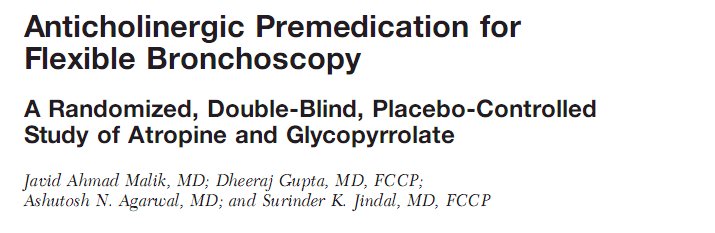 Anticholinergic Premedication for
Flexible Bronchoscopy
A Randomized, Double-Blind, Placebo-Controlled
Study of Atropine and Glycopyrrolate
Javid Ahmad Malik, MD; Dheeraj Gupta, MD, FCCP;
Ashutosh N. Agarwal, MD; and Surinder K. Jindal, MD, FCCP